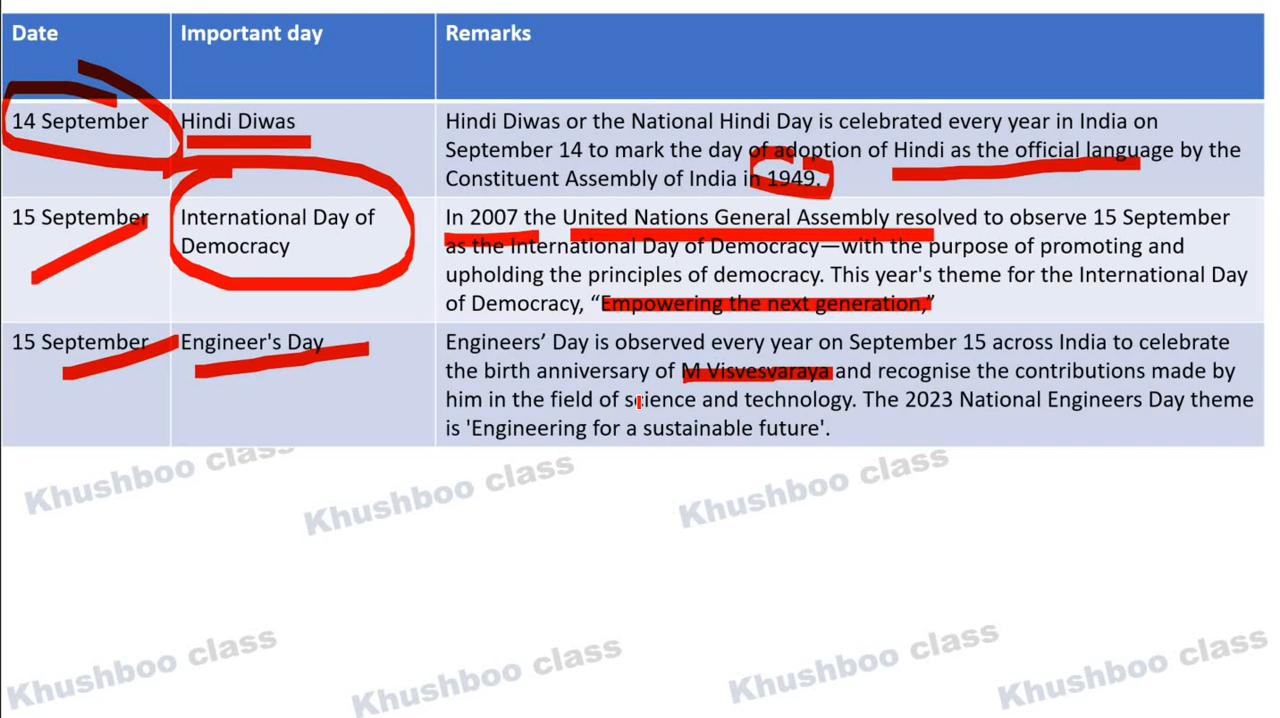 Date Important day Remarks
14 September Hindi Diwas Hindi Diwas or the National Hindi Day is celebrated every year in India on
September 14 to mark the day of adoption of Hindi as the official language by the
Constituent Assembly of India in 1949.
15 September International Day of In 2007 the United Nations General Assembly resolved to observe 15 September
Democracy as the International Day of Democracy—with the purpose of promoting and
upholding the principles of democracy. This year's theme for the International Day
of Democracy, “Empowering the next generation,”
15 September Engineer's Day Engineers’ Day is observed every year on September 15 across India to celebrate
the birth anniversary of M Visvesvaraya and recognise the contributions made by
him in the field of science and technology. The 2023 National Engineers Day theme
is 'Engineering for a sustainable future'.
Khushboo class Khushboo class Khushboo class
Khushboo class Khushboo class Khushboo class Khushboo class